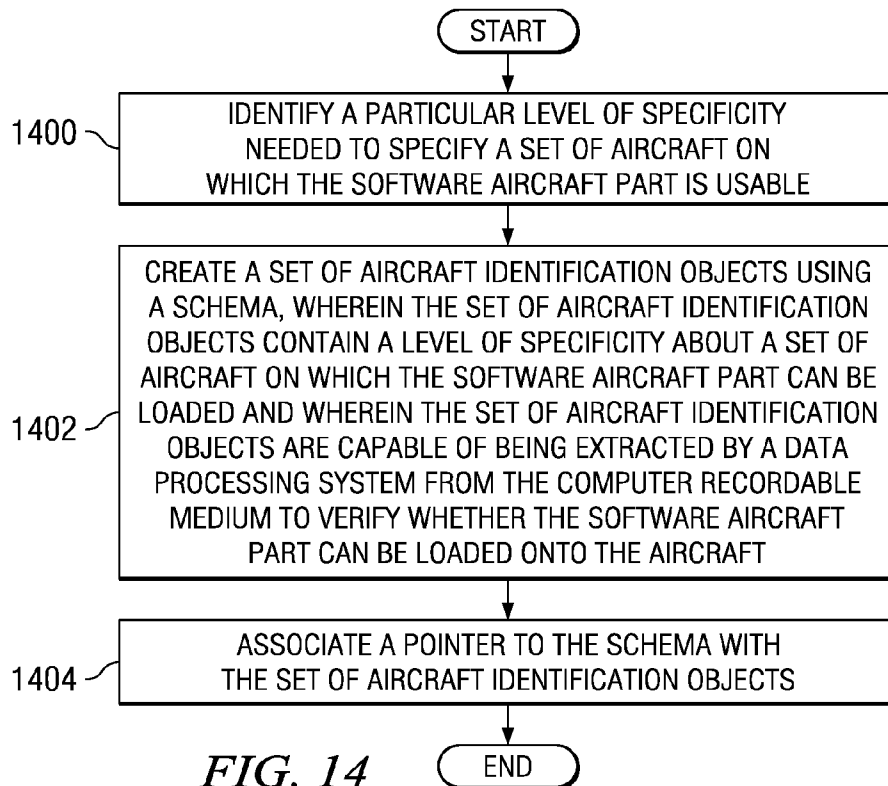 START
1400
IDENTIFY A PARTICULAR LEVEL OF SPECIFICITY
NEEDED TO SPECIFY A SET OF AIRCRAFT ON
WHICH THE SOFTWARE AIRCRAFT PART IS USABLE
1402
CREATE A SET OF AIRCRAFT IDENTIFICATION OBJECTS USING
A SCHEMA, WHEREIN THE SET OF AIRCRAFT IDENTIFICATION
OBJECTS CONTAIN A LEVEL OF SPECIFICITY ABOUT A SET OF
AIRCRAFT ON WHICH THE SOFTWARE AIRCRAFT PART CAN BE
LOADED AND WHEREIN THE SET OF AIRCRAFT IDENTIFICATION
OBJECTS ARE CAPABLE OF BEING EXTRACTED BY A DATA
PROCESSING SYSTEM FROM THE COMPUTER RECORDABLE
MEDIUM TO VERIFY WHETHER THE SOFTWARE AIRCRAFT
PART CAN BE LOADED ONTO THE AIRCRAFT
1404
ASSOCIATE A POINTER TO THE SCHEMA WITH
THE SET OF AIRCRAFT IDENTIFICATION OBJECTS
FIG. 14
END